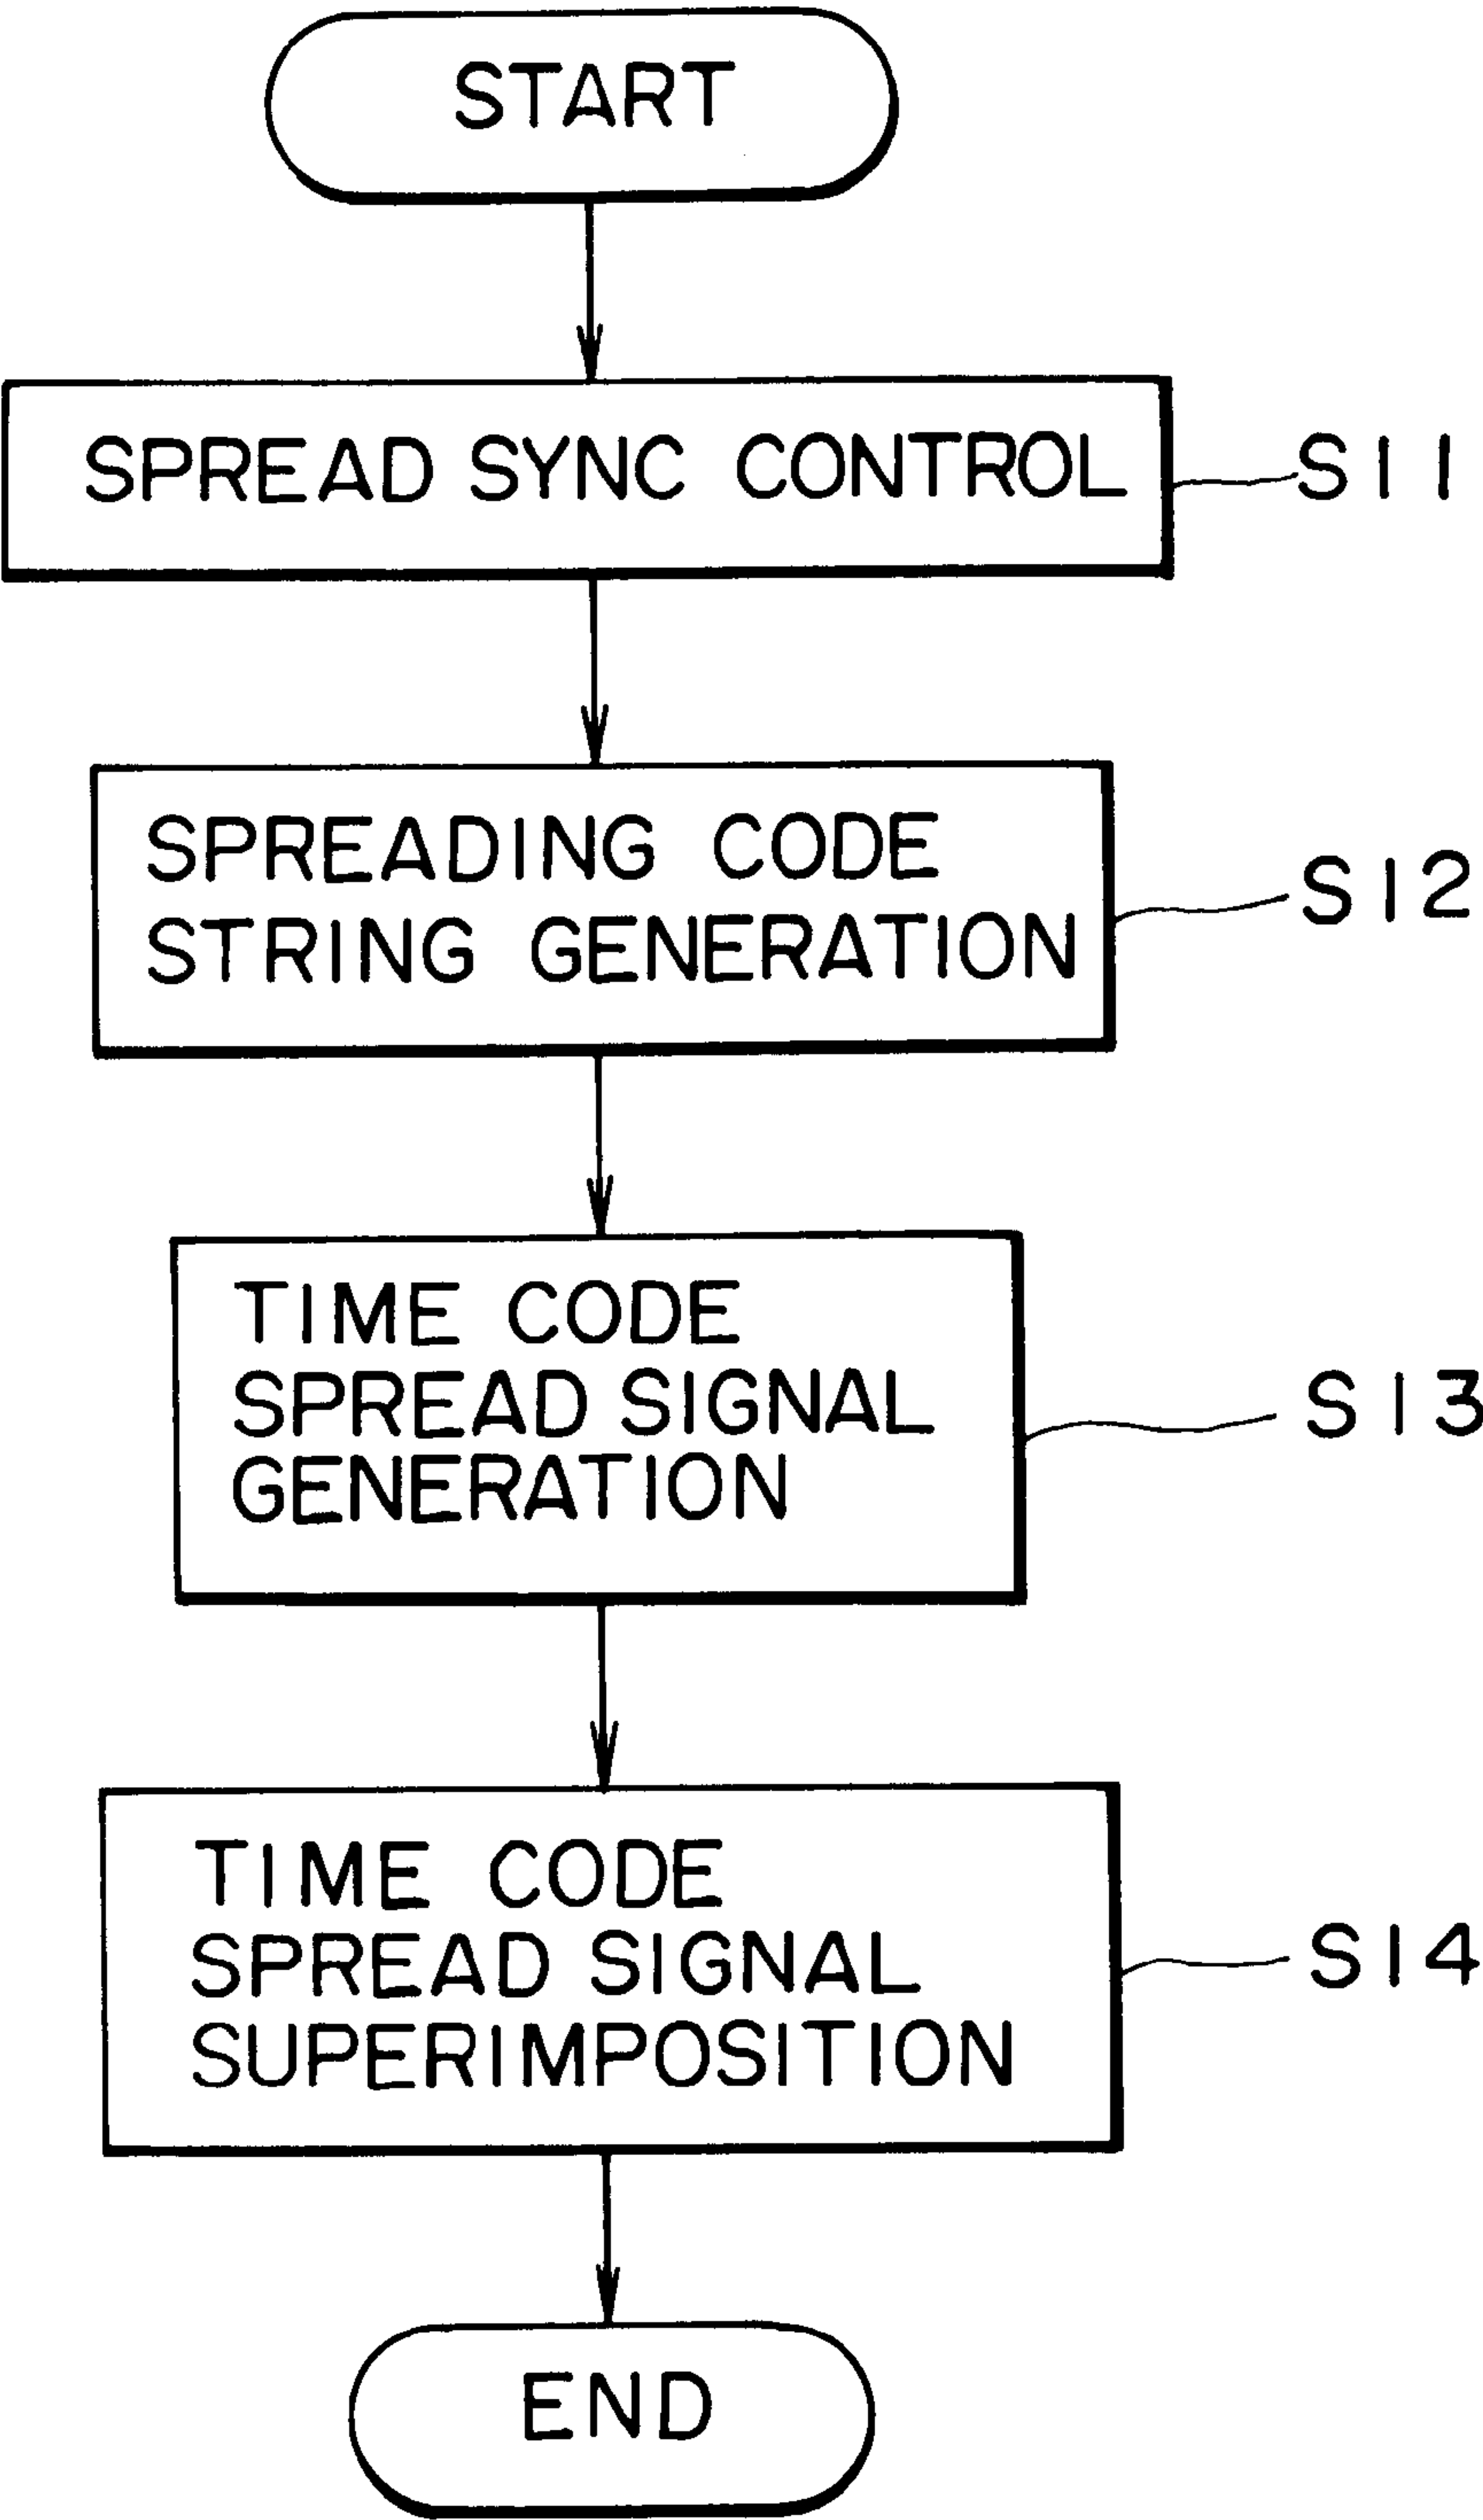 START
SPREAD SYNC CONTROL
S11
SPREADING CODE
STRING GENERATION
S12
TIME CODE
SPREAD SIGNAL
GENERATION
S13
TIME CODE
SPREAD SIGNAL
SUPERIMPOSITION
S14
END